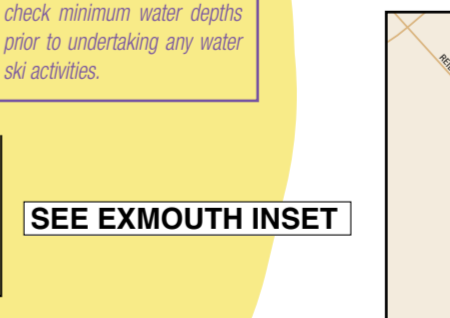 check minimum water depths
prior to undertaking any water
ski activities.
SEE EXMOUTH INSET